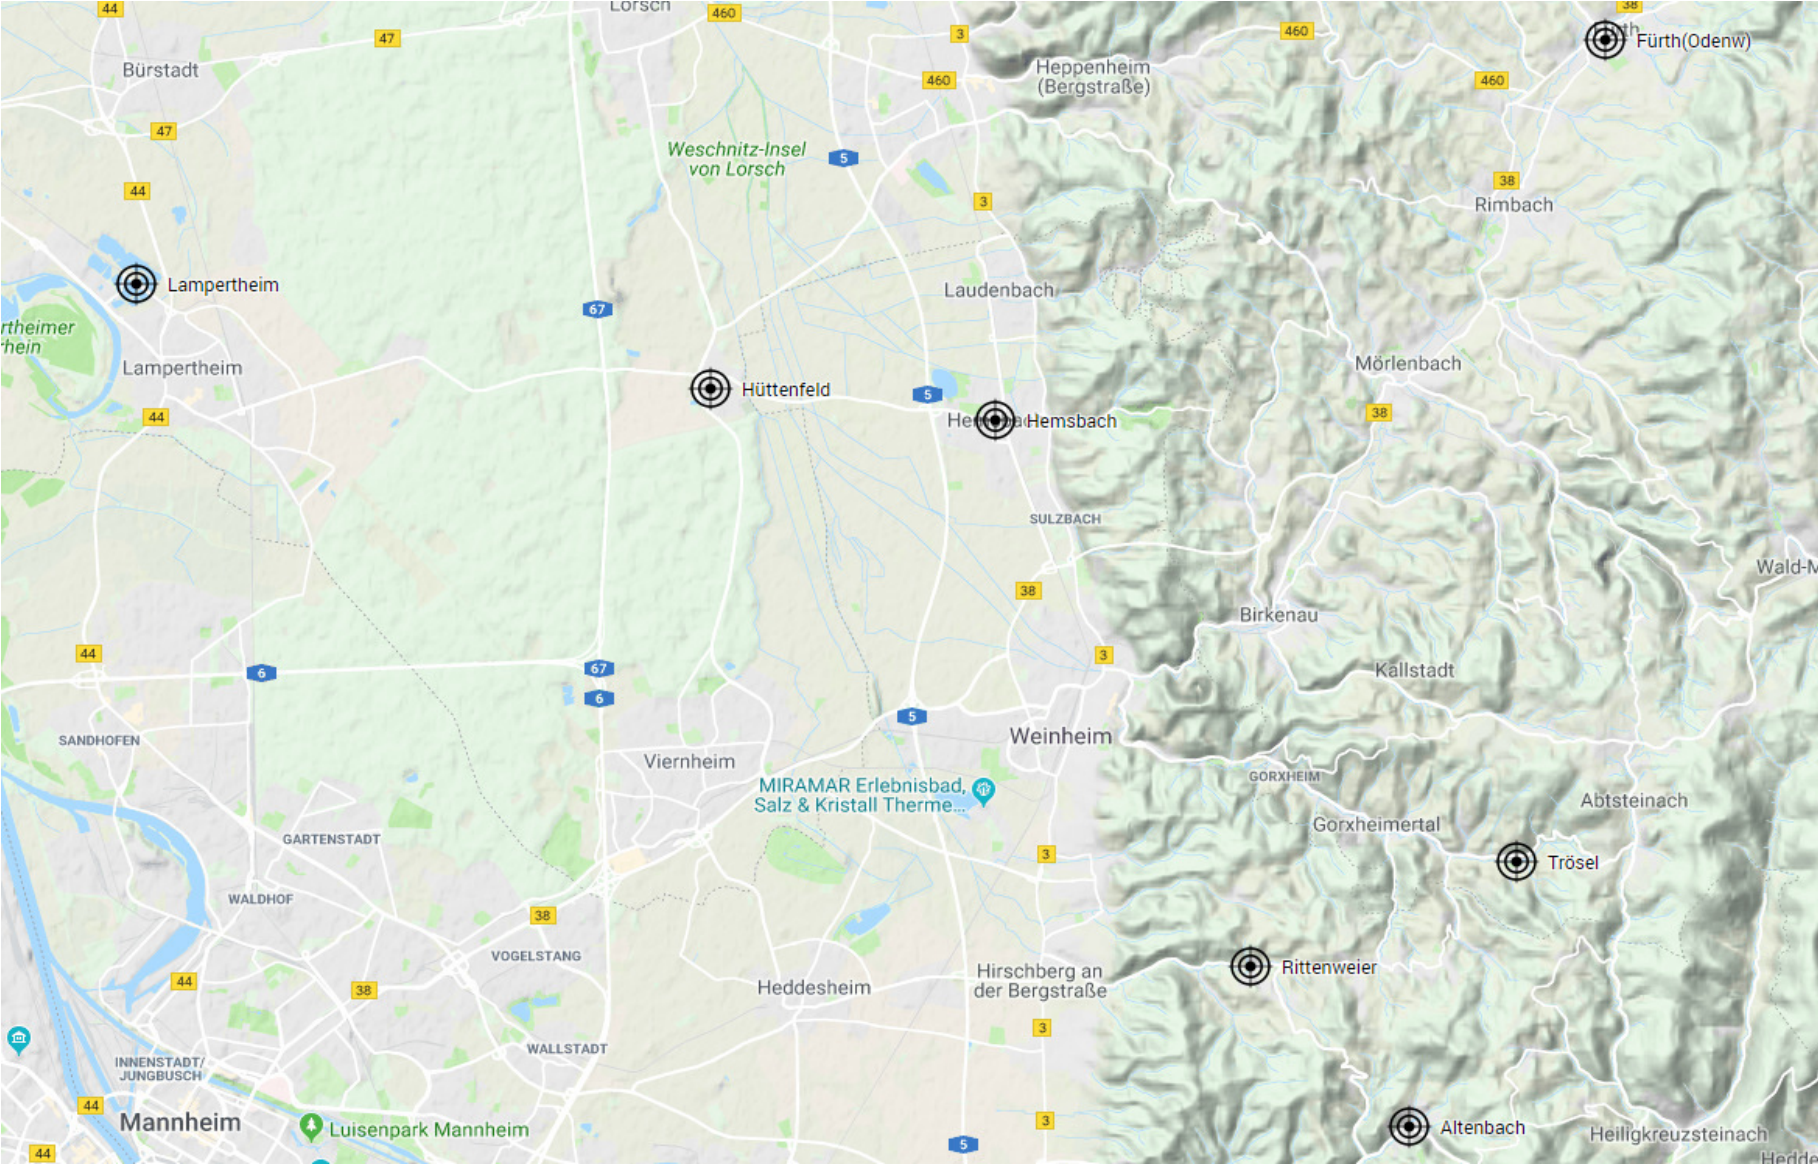 44
Lorsch
460
38
47
3
460
Fürth(Odenw)
Bürstadt
Heppenheim
(Bergstraße)
460
460
47
Weschnitz-Insel
von Lorsch
5
44
38
3
Rimbach
Lampertheim
Laudenbach
67
rtheimer
rhein
Lampertheim
Mörlenbach
Hüttenfeld
5
44
38
Hemsbach
SULZBACH
Wald-M
38
Birkenau
44
3
6
67
Kallstadt
6
5
SANDHOFEN
Weinheim
Viernheim
GORXHEIM
MIRAMAR Erlebnisbad,
Salz & Kristall Therme...
Abtsteinach
Gorxheimertal
GARTENSTADT
3
Trösel
WALDHOF
38
VOGELSTANG
Rittenweier
Hirschberg an
der Bergstraße
44
38
Heddesheim
3
WALLSTADT
INNENSTADT/
JUNGBUSCH
44
Mannheim
Luisenpark Mannheim
3
Altenbach
Heiligkreuzsteinach
5
44
Hedde